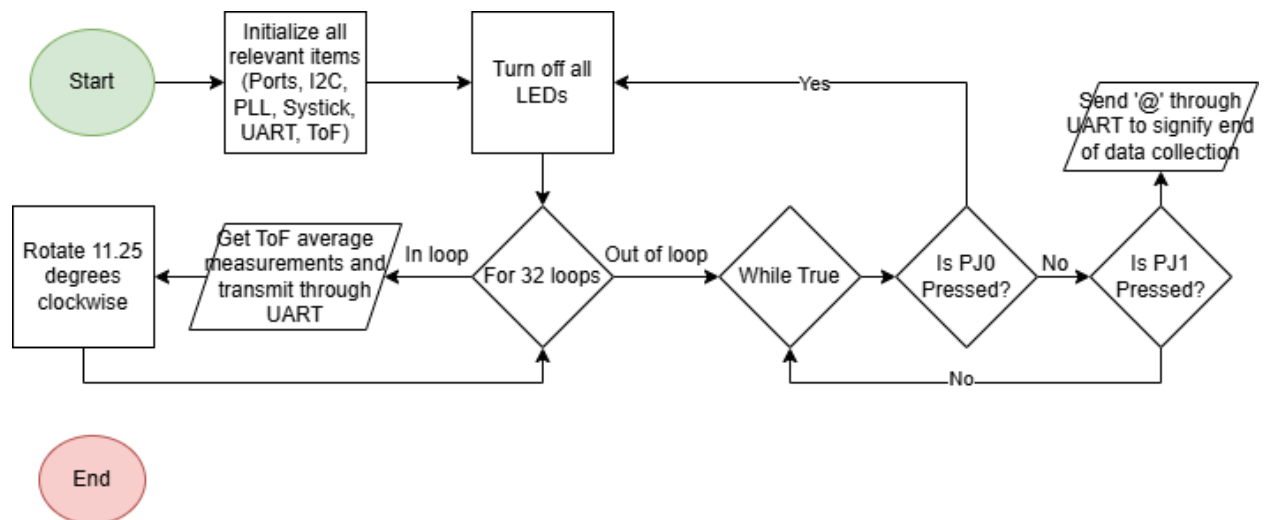 Start
Initialize all
relevant items
(Ports, I2C,
PLL, Systick,
UART, ToF)
Turn off all
LEDs
Yes
Send '@' through
UART to signify end
of data collection
Rotate 11.25
degrees
clockwise
Get ToF average
measurements and
transmit through
UART
In loop
For 32 loops
Out of loop
While True
Is PJ0
Pressed?
No
Is PJ1
Pressed?
No
End